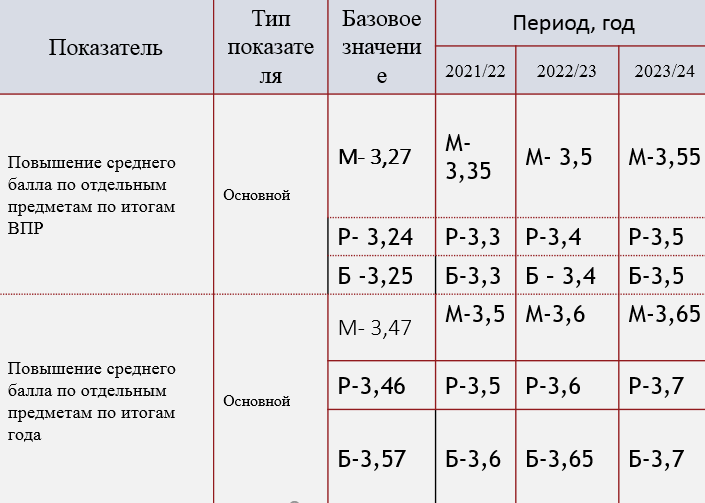 Показатель
Тип
показате
ля
Базовое
значени
е
Период, год
2021/22
2022/23
2023/24
Повышение среднего
балла по отдельным
предметам по итогам
ВПР
Основной
М- 3,27
М-
3,35
М- 3,5
М-3,55
Р- 3,24
Р-3,3
Р-3,4
Р-3,5
Б -3,25
Б-3,3
Б - 3,4
Б-3,5
Повышение среднего
балла по отдельным
предметам по итогам
года
Основной
М- 3,47
М-3,5
М-3,6
М-3,65
Р-3,46
Р-3,5
Р-3,6
Р-3,7
Б-3,57
Б-3,6
Б-3,65
Б-3,7